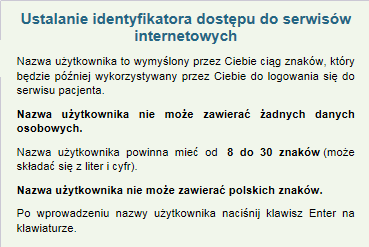 Ustalanie identyfikatora dostępu do serwisów
internetowych
Nazwa użytkownika to wymyślony przez Ciebie ciąg znaków, który
będzie później wykorzystywany przez Ciebie do logowania się do
serwisu pacjenta.
Nazwa użytkownika nie może zawierać żadnych danych
osobowych.
Nazwa użytkownika powinna mieć od 8 do 30 znaków (może
składać się z liter i cyfr).
Nazwa użytkownika nie może zawierać polskich znaków.
Po wprowadzeniu nazwy użytkownika naciśnij klawisz Enter na
klawiaturze.